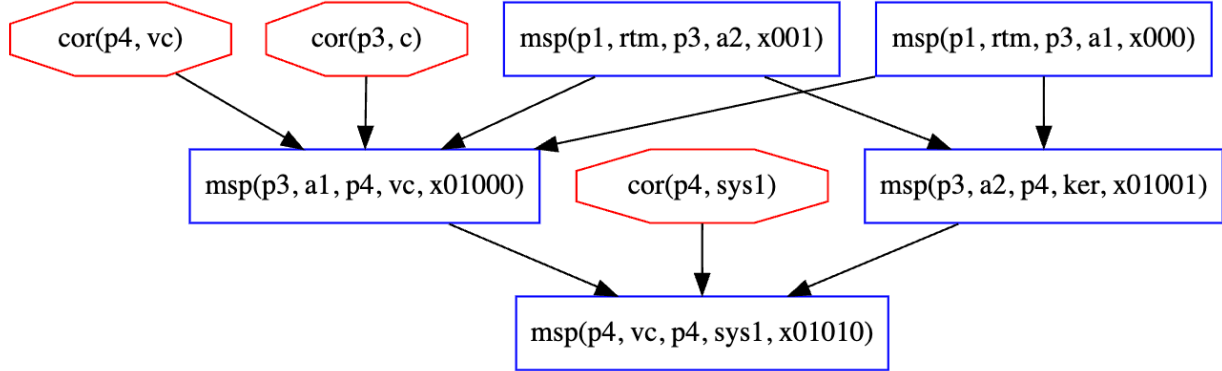 cor(p4, vc)
cor(p3, c)
msp(p1, rtm, p3, a2, x001)
msp(p1, rtm, p3, a1, x000)
msp(p3, a1, p4, vc, x01000)
cor(p4, sys1)
msp(p3, a2, p4, ker, x01001)
msp(p4, vc, p4, sys1, x01010)